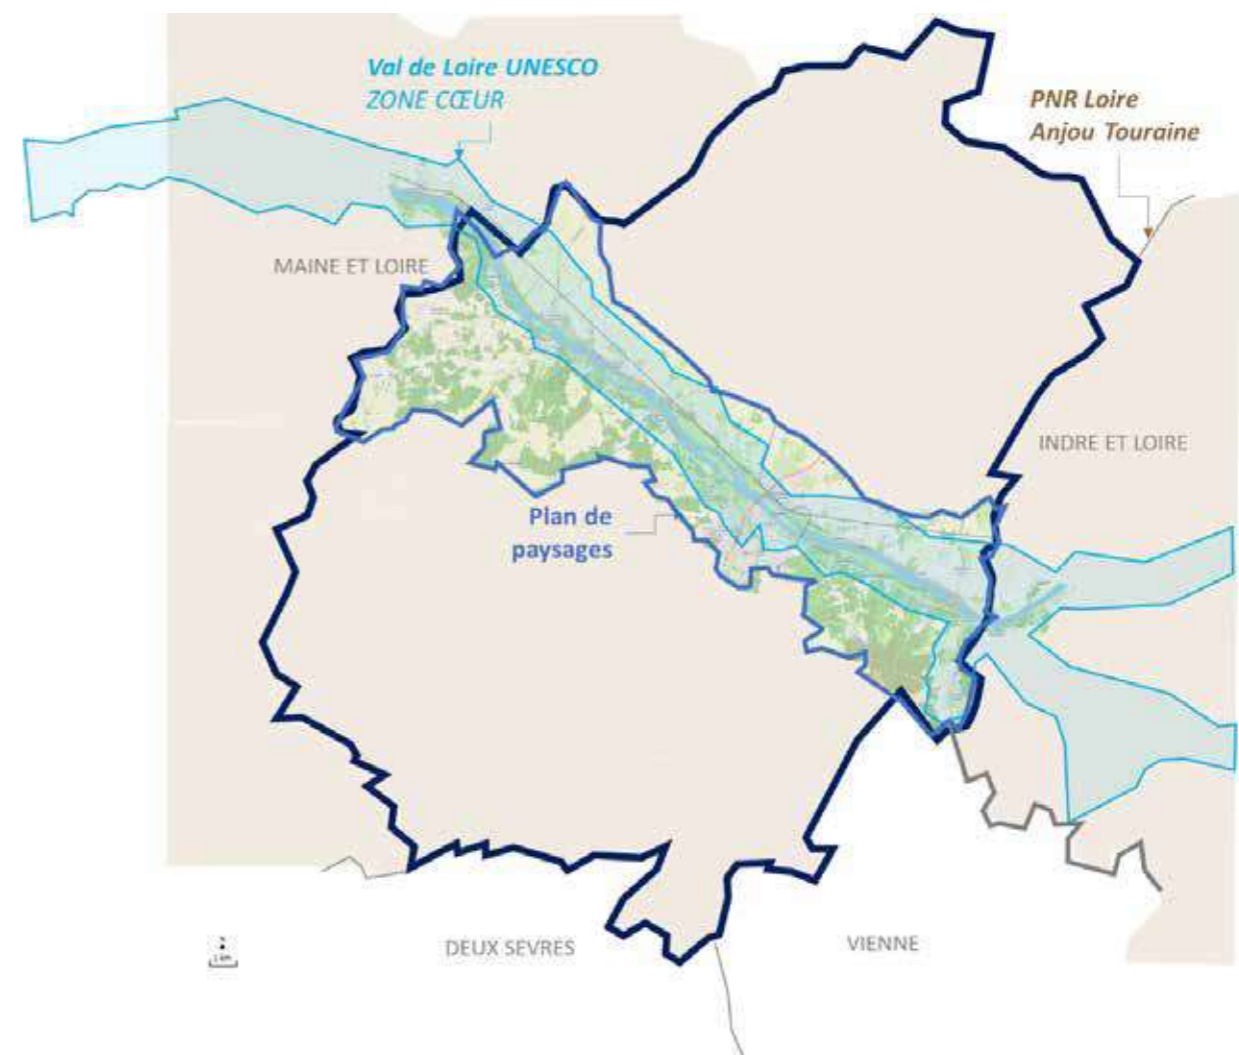 Val de Loire UNESCO
ZONE CŒUR
PNR Loire
Anjou Touraine
MAINE ET LOIRE
INDRE ET LOIRE
Plan de
paysages
DEUX SEVRES
VIENNE